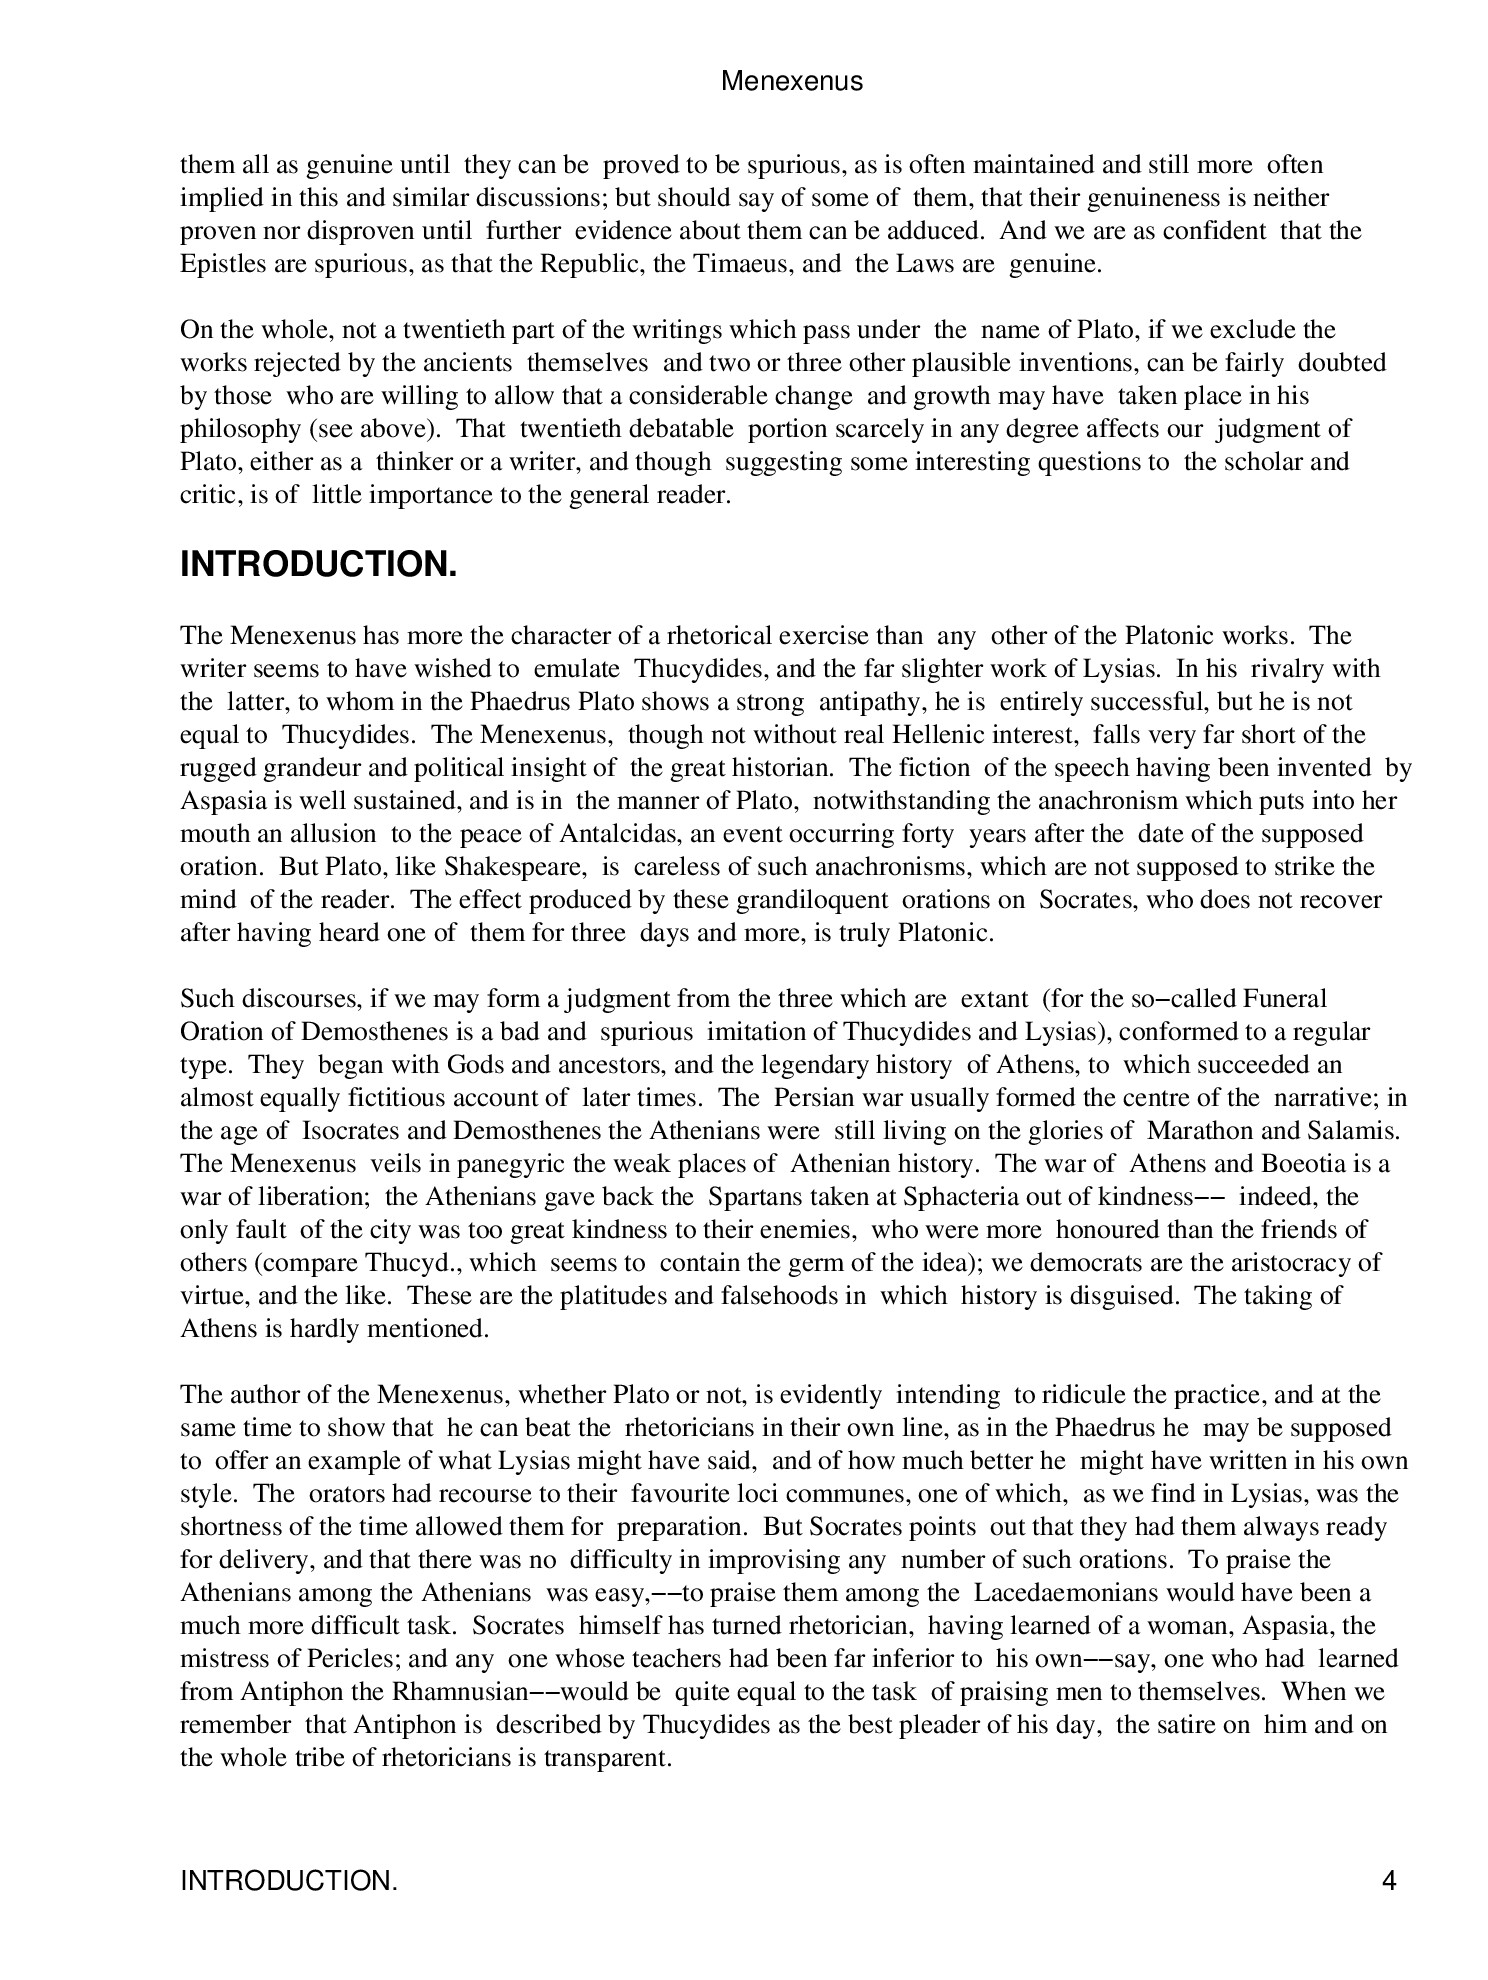 Menexenus
them all as genuine until they can be proved to be spurious, as is often maintained and still more often
implied in this and similar discussions; but should say of some of them, that their genuineness is neither
proven nor disproven until further evidence about them can be adduced. And we are as confident that the
Epistles are spurious, as that the Republic, the Timaeus, and the Laws are genuine.
On the whole, not a twentieth part of the writings which pass under the name of Plato, if we exclude the
works rejected by the ancients themselves and two or three other plausible inventions, can be fairly doubted
by those who are willing to allow that a considerable change and growth may have taken place in his
philosophy (see above). That twentieth debatable portion scarcely in any degree affects our judgment of
Plato, either as a thinker or a writer, and though suggesting some interesting questions to the scholar and
critic, is of little importance to the general reader.
INTRODUCTION.
The Menexenus has more the character of a rhetorical exercise than any other of the Platonic works. The
writer seems to have wished to emulate Thucydides, and the far slighter work of Lysias. In his rivalry with
the latter, to whom in the Phaedrus Plato shows a strong antipathy, he is entirely successful, but he is not
equal to Thucydides. The Menexenus, though not without real Hellenic interest, falls very far short of the
rugged grandeur and political insight of the great historian. The fiction of the speech having been invented by
Aspasia is well sustained, and is in the manner of Plato, notwithstanding the anachronism which puts into her
mouth an allusion to the peace of Antalcidas, an event occurring forty years after the date of the supposed
oration. But Plato, like Shakespeare, is careless of such anachronisms, which are not supposed to strike the
mind of the reader. The effect produced by these grandiloquent orations on Socrates, who does not recover
after having heard one of them for three days and more, is truly Platonic.
Such discourses, if we may form a judgment from the three which are extant (for the so−called Funeral
Oration of Demosthenes is a bad and spurious imitation of Thucydides and Lysias), conformed to a regular
type. They began with Gods and ancestors, and the legendary history of Athens, to which succeeded an
almost equally fictitious account of later times. The Persian war usually formed the centre of the narrative; in
the age of Isocrates and Demosthenes the Athenians were still living on the glories of Marathon and Salamis.
The Menexenus veils in panegyric the weak places of Athenian history. The war of Athens and Boeotia is a
war of liberation; the Athenians gave back the Spartans taken at Sphacteria out of kindness−− indeed, the
only fault of the city was too great kindness to their enemies, who were more honoured than the friends of
others (compare Thucyd., which seems to contain the germ of the idea); we democrats are the aristocracy of
virtue, and the like. These are the platitudes and falsehoods in which history is disguised. The taking of
Athens is hardly mentioned.
The author of the Menexenus, whether Plato or not, is evidently intending to ridicule the practice, and at the
same time to show that he can beat the rhetoricians in their own line, as in the Phaedrus he may be supposed
to offer an example of what Lysias might have said, and of how much better he might have written in his own
style. The orators had recourse to their favourite loci communes, one of which, as we find in Lysias, was the
shortness of the time allowed them for preparation. But Socrates points out that they had them always ready
for delivery, and that there was no difficulty in improvising any number of such orations. To praise the
Athenians among the Athenians was easy,−−to praise them among the Lacedaemonians would have been a
much more difficult task. Socrates himself has turned rhetorician, having learned of a woman, Aspasia, the
mistress of Pericles; and any one whose teachers had been far inferior to his own−−say, one who had learned
from Antiphon the Rhamnusian−−would be quite equal to the task of praising men to themselves. When we
remember that Antiphon is described by Thucydides as the best pleader of his day, the satire on him and on
the whole tribe of rhetoricians is transparent.
INTRODUCTION. 4